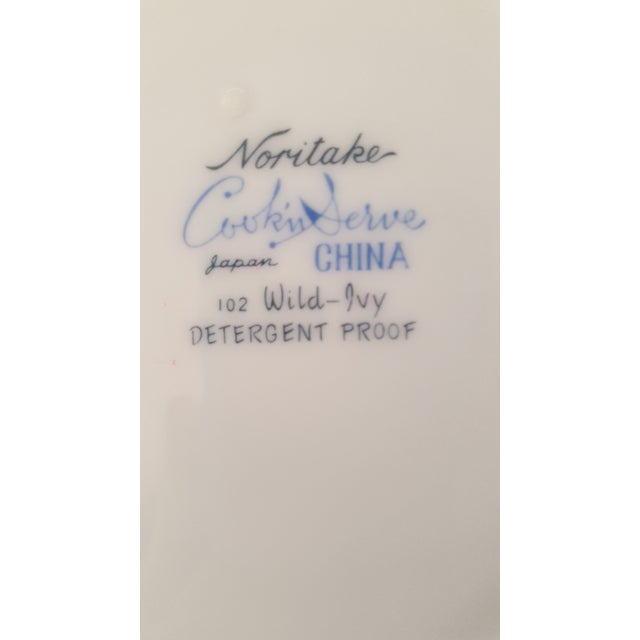 Noritake
Cook'n Serve
Japan CHINA
102 Wild-Ivy
DETERGENT PROOF